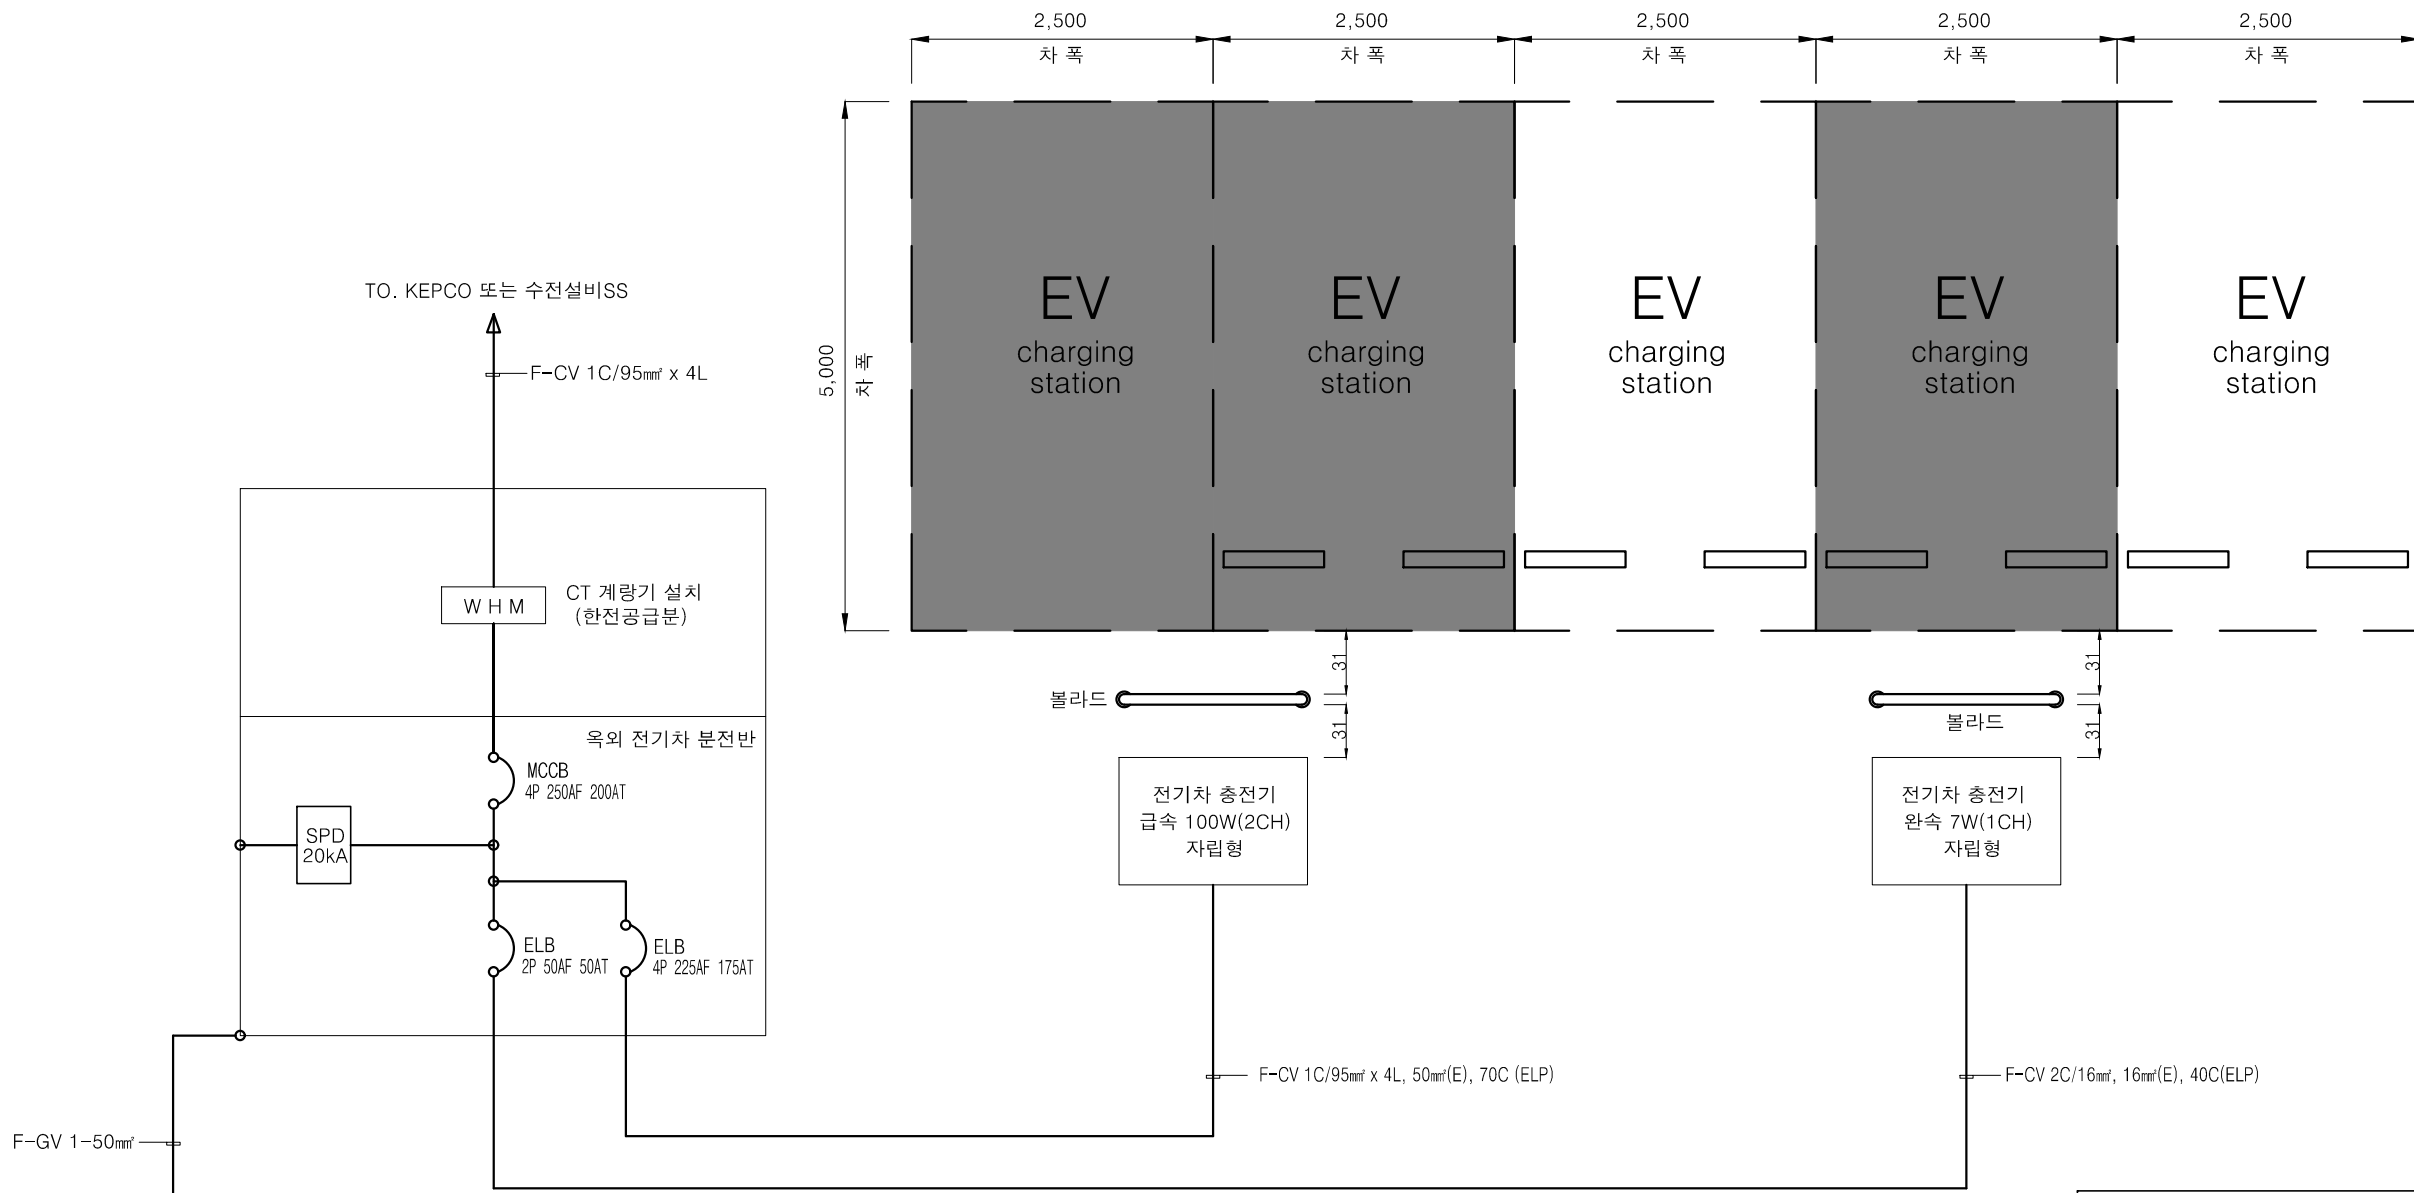 2,500
2,500
2,500
2,500
2,500
차 폭
차 폭
차 폭
차 폭
차 폭
5,000
차 폭
EV
charging
station
EV
charging
station
EV
charging
station
EV
charging
station
EV
charging
station
TO. KEPCO 또는 수전설비SS
F-CV 1C/95㎟ x 4L
W H M
CT 계량기 설치
(한전공급분)
옥외 전기차 분전반
MCCB
4P 250AF 200AT
SPD
20kA
ELB
2P 50AF 50AT
ELB
4P 225AF 175AT
31
31
볼라드
31
31
볼라드
전기차 충전기
급속 100W(2CH)
자립형
전기차 충전기
완속 7W(1CH)
자립형
F-CV 1C/95㎟ x 4L, 50㎟(E), 70C (ELP)
F-CV 2C/16㎟, 16㎟(E), 40C(ELP)
F-GV 1-50㎟